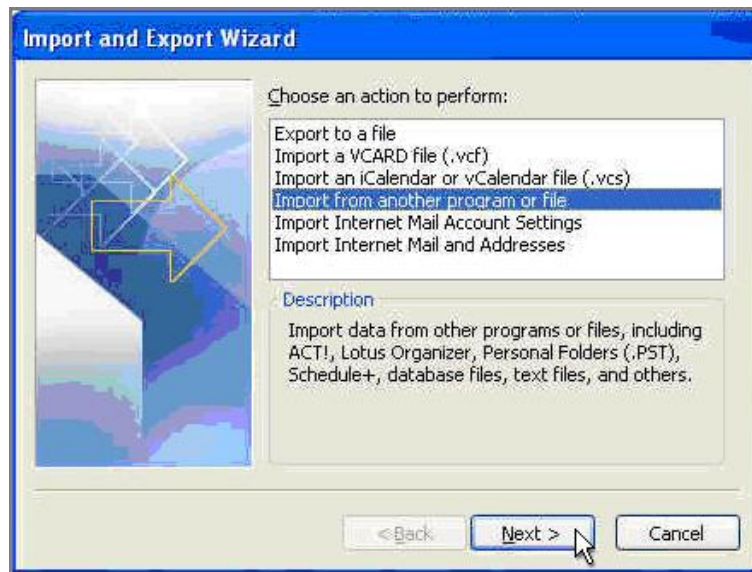 Import and Export Wizard
Choose an action to perform:
Export to a file
Import a VCARD file (.vcf)
Import an iCalendar or vCalendar file (.vcs)
Import from another program or file
Import Internet Mail Account Settings
Import Internet Mail and Addresses
Description
Import data from other programs or files, including
ACT!, Lotus Organizer, Personal Folders (.PST),
Schedule+, database files, text files, and others.
< Back
Next >
Cancel